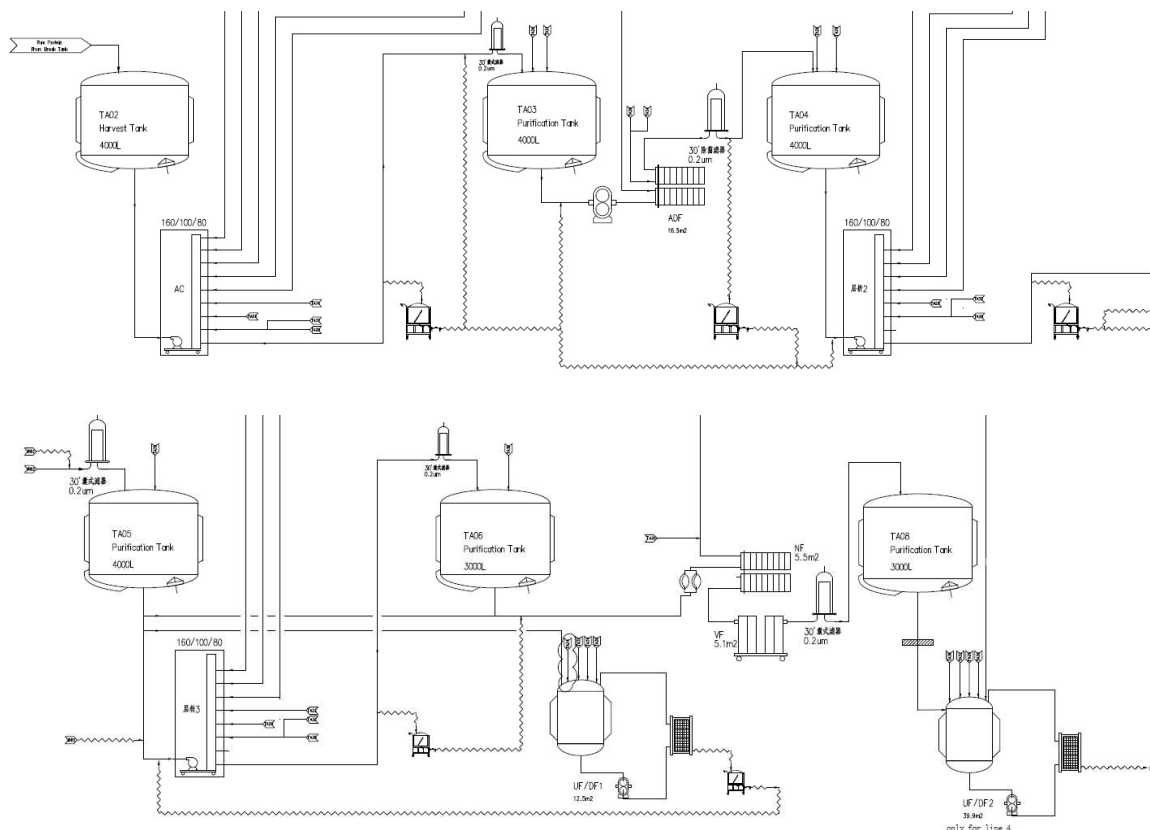 Raw Protein
From Break Tank
TA02
Harvest Tank
4000L
160/100/80
AC
30'囊式滤器
0.2um
TA03
Purification Tank
4000L
ADF
16.5m2
30'除菌滤器
0.2um
TA04
Purification Tank
4000L
160/100/80
层析2
30'囊式滤器
0.2um
TA05
Purification Tank
4000L
160/100/80
层析3
30'囊式滤器
0.2um
TA06
Purification Tank
3000L
UF/DF1
12.5m2
NF
5.5m2
VF
5.1m2
30'囊式滤器
0.2um
TA08
Purification Tank
3000L
UF/DF2
39.9m2
only for line 4